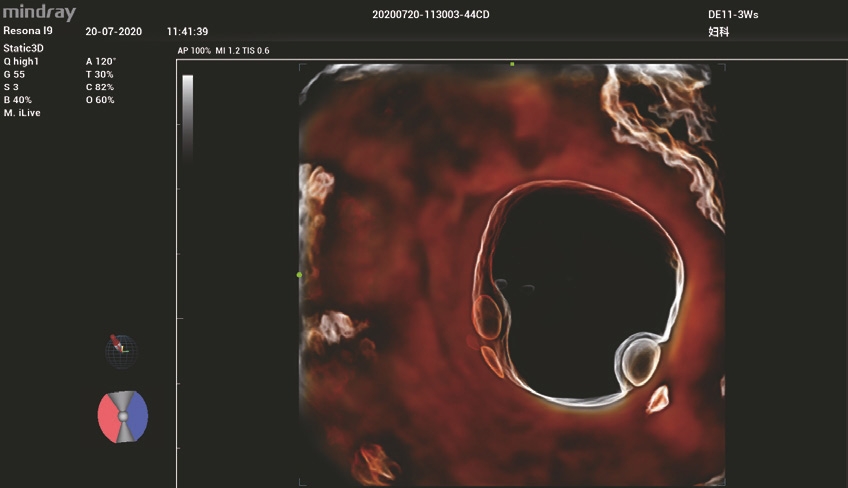 mindray
20200720-113003-44CD
DE11-3Ws
Resona I9
20-07-2020
11:41:39
妇科
Static3D
AP 100% MI 1.2 TIS 0.6
Q high1
A 120°
G 55
T 30%
S 3
C 82%
B 40%
O 60%
M. iLive